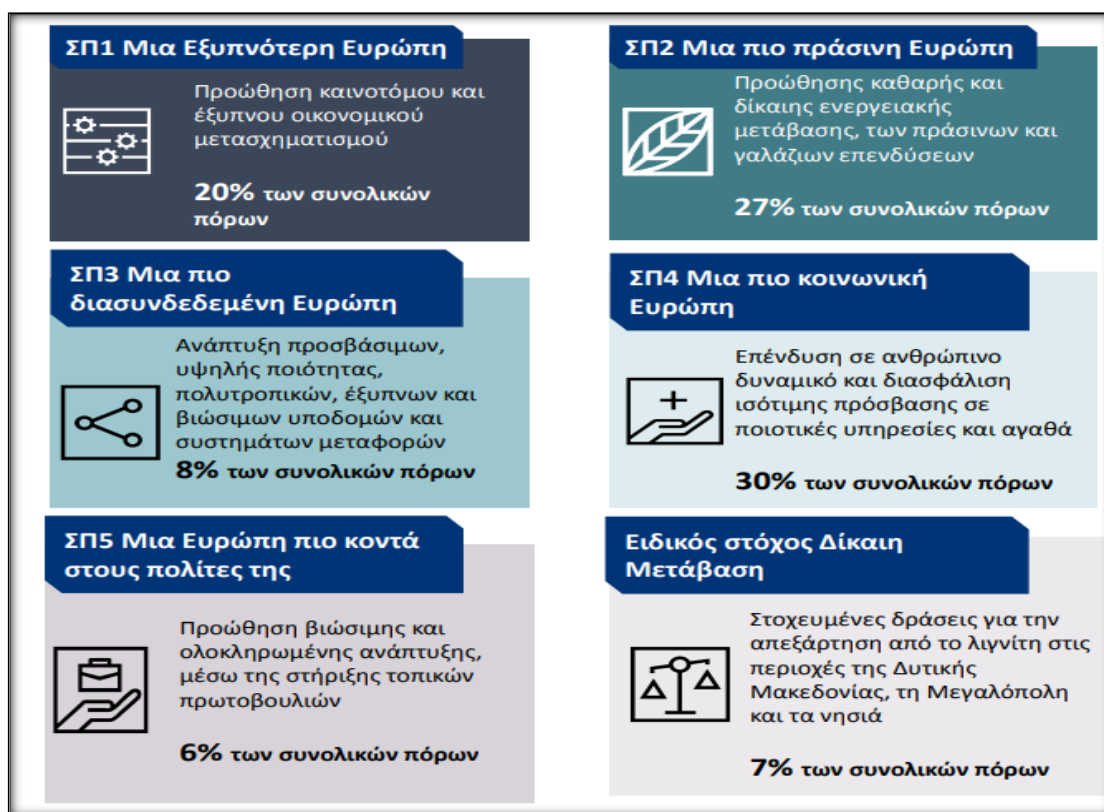 ΣΠ1 Μια Εξυπνότερη Ευρώπη
Προώθηση καινοτόμου και
έξυπνου οικονομικού
μετασχηματισμού
20% των συνολικών
πόρων
ΣΠ2 Μια πιο πράσινη Ευρώπη
Προώθησης καθαρής και
δίκαιης ενεργειακής
μετάβασης, των πράσινων και
γαλάζιων επενδύσεων
27% των συνολικών πόρων
ΣΠ3 Μια πιο
διασυνδεδεμένη Ευρώπη
Ανάπτυξη προσβάσιμων,
υψηλής ποιότητας,
πολυτροπικών, έξυπνων και
βιώσιμων υποδομών και
συστημάτων μεταφορών
8% των συνολικών πόρων
ΣΠ4 Μια πιο κοινωνική
Ευρώπη
Επένδυση σε ανθρώπινο
δυναμικό και διασφάλιση
ισότιμης πρόσβασης σε
ποιοτικές υπηρεσίες και αγαθά
30% των συνολικών πόρων
ΣΠ5 Μια Ευρώπη πιο κοντά
στους πολίτες της
Προώθηση βιώσιμης και
ολοκληρωμένης ανάπτυξης,
μέσω της στήριξης τοπικών
πρωτοβουλιών
6% των συνολικών πόρων
Ειδικός στόχος Δίκαιη
Μετάβαση
Στοχευμένες δράσεις για την
απεξάρτηση από το λιγνίτη στις
περιοχές της Δυτικής
Μακεδονίας, τη Μεγαλόπολη
και τα νησιά
7% των συνολικών πόρων